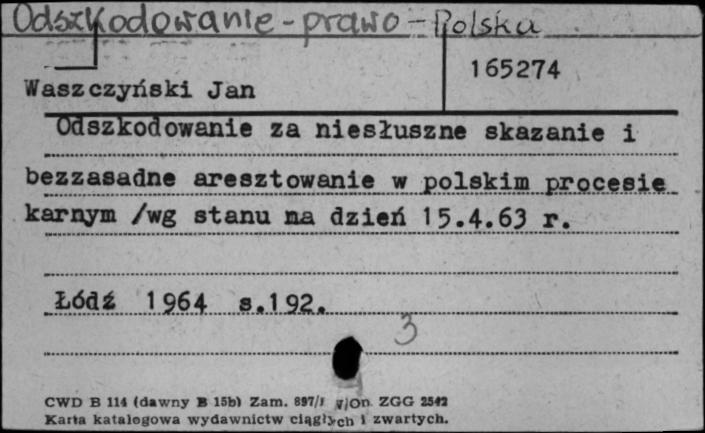 Odszkodowanie - prawo - Polska
165274
Waszczyński Jan
Odszkodowanie za niesłuszne skazanie i
bezzasadne aresztowanie w polskim procesie
karnym /wg stanu na dzień 15.4.63 r.
Łódź 1964 s.192.
3
CWD B 114 (dawny B 15b) Zam. 897/ w/On. ZGG 2542
Karta katalogowa wydawnictw ciągłych i zwartych.